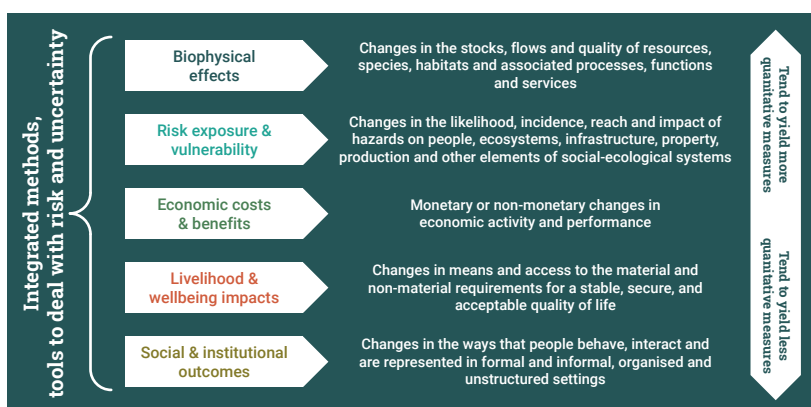 Integrated methods,
tools to deal with risk and uncertainty
Biophysical
effects
Changes in the stocks, flows and quality of resources,
species, habitats and associated processes, functions
and services
Risk exposure &
vulnerability
Changes in the likelihood, incidence, reach and impact of
hazards on people, ecosystems, infrastructure, property,
production and other elements of social-ecological systems
Economic costs
& benefits
Monetary or non-monetary changes in
economic activity and performance
Livelihood &
wellbeing impacts
Changes in means and access to the material and
non-material requirements for a stable, secure, and
acceptable quality of life
Social & institutional
outcomes
Changes in the ways that people behave, interact and
are represented in formal and informal, organised and
unstructured settings
Tend to yield more
quanitative measures
Tend to yield less
quanitative measures